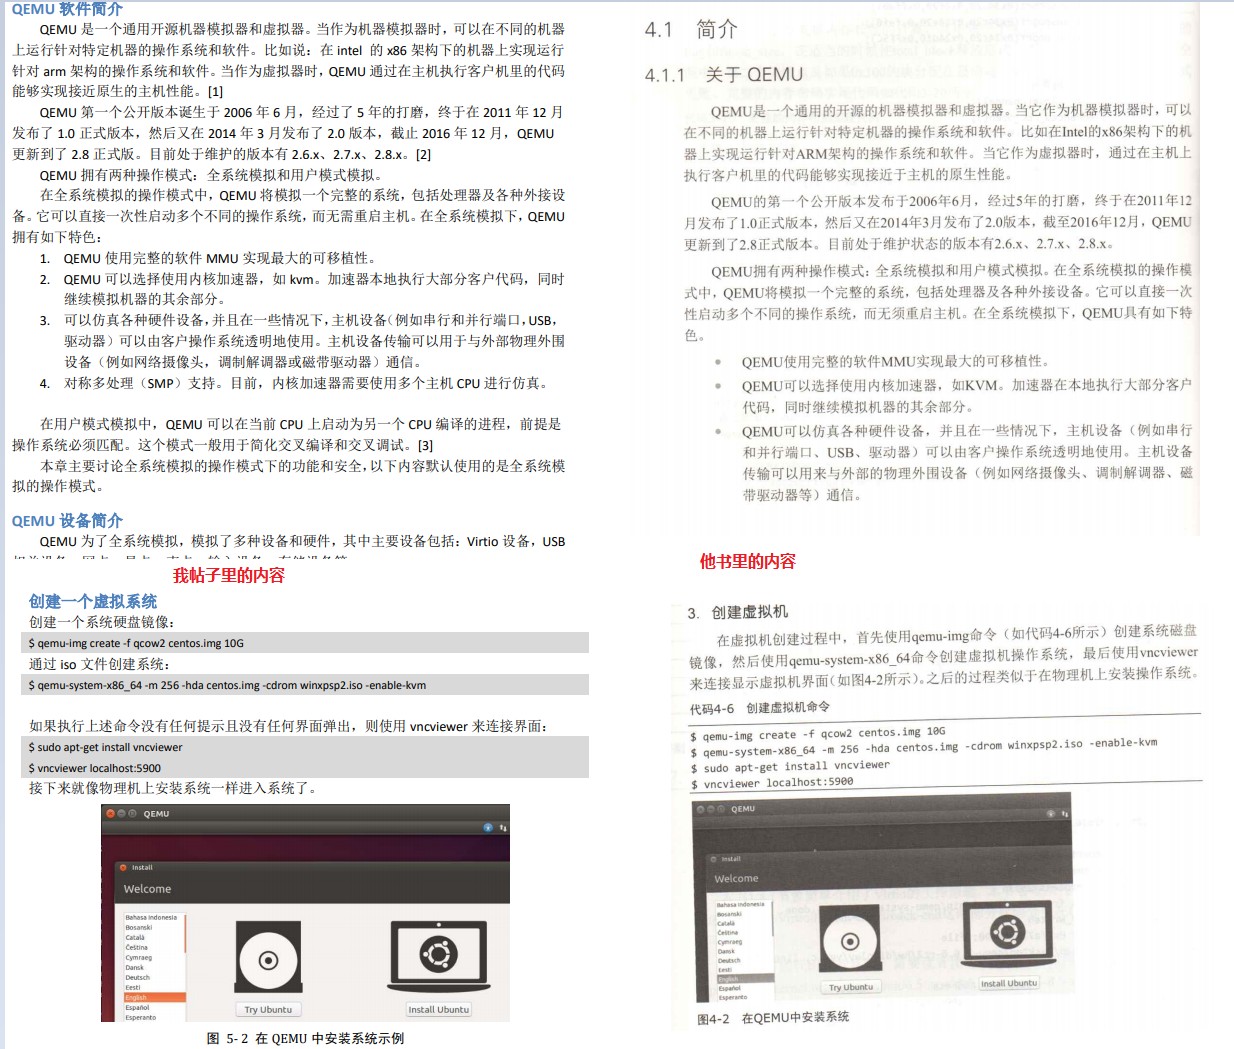 QEMU 软件简介
QEMU 是一个通用开源机器模拟器和虚拟器。当作为机器模拟器时，可以在不同的机器
上运行针对特定机器的操作系统和软件。比如说：在 intel 的 x86 架构下的机器上实现运行
针对 arm 架构的操作系统和软件。当作为虚拟器时，QEMU 通过在主机执行客户机里的代码
能够实现接近原生的主机性能。[1]
QEMU 第一个公开版本诞生于 2006 年 6 月，经过了 5 年的打磨，终于在 2011 年 12 月
发布了 1.0 正式版本，然后又在 2014 年 3 月发布了 2.0 版本，截止 2016 年 12 月，QEMU
更新到了 2.8 正式版。目前处于维护的版本有 2.6.x、2.7.x、2.8.x。[2]
QEMU 拥有两种操作模式：全系统模拟和用户模式模拟。
在全系统模拟的操作模式中，QEMU 将模拟一个完整的系统，包括处理器及各种外接设
备。它可以直接一次性启动多个不同的操作系统，而无需重启主机。在全系统模拟下，QEMU
拥有如下特色：
1. QEMU 使用完整的软件 MMU 实现最大的可移植性。
2. QEMU 可以选择使用内核加速器，如 kvm。加速器本地执行大部分客户代码，同时
继续模拟机器的其余部分。
3. 可以仿真各种硬件设备，并且在一些情况下，主机设备（例如串行和并行端口，USB，
驱动器）可以由客户操作系统透明地使用。主机设备传输可以用于与外部物理外围
设备（例如网络摄像头，调制解调器或磁带驱动器）通信。
4. 对称多处理（SMP）支持。目前，内核加速器需要使用多个主机 CPU 进行仿真。
在用户模式模拟中，QEMU 可以在当前 CPU 上启动为另一个 CPU 编译的进程，前提是
操作系统必须匹配。这个模式一般用于简化交叉编译和交叉调试。[3]
本章主要讨论全系统模拟的操作模式下的功能和安全，以下内容默认使用的是全系统模
拟的操作模式。
QEMU 设备简介
QEMU 为了全系统模拟，模拟了多种设备和硬件，其中主要设备包括：Virtio 设备，USB
我帖子里的内容
创建一个虚拟系统
创建一个系统硬盘镜像：
$ qemu-img create -f qcow2 centos.img 10G
通过 iso 文件创建系统：
$ qemu-system-x86_64 -m 256 -hda centos.img -cdrom winxpsp2.iso -enable-kvm
如果执行上述命令没有任何提示且没有任何界面弹出，则使用 vncviewer 来连接界面：
$ sudo apt-get install vncviewer
$ vncviewer localhost:5900
接下来就像物理机上安装系统一样进入系统了。
QEMU
Install
Welcome
Bahasa Indonesia
Bosanski
Català
Čeština
Cymraeg
Dansk
Deutsch
Eesti
English
Español
Esperanto
Try Ubuntu
Install Ubuntu
图 5- 2 在 QEMU 中安装系统示例
4.1 简介
4.1.1 关于 QEMU
QEMU是一个通用的开源的机器模拟器和虚拟器。当它作为机器模拟器时，可以
在不同的机器上运行针对特定机器的操作系统和软件。比如在Intel的x86架构下的机
器上实现运行针对ARM架构的操作系统和软件。当它作为虚拟器时，通过在主机上
执行客户机里的代码能够实现接近于主机的原生性能。
QEMU的第一个公开版本发布于2006年6月，经过5年的打磨，终于在2011年12
月发布了1.0正式版本，然后又在2014年3月发布了2.0版本，截至2016年12月，QEMU
更新到了2.8正式版本。目前处于维护状态的版本有2.6.x、2.7.x、2.8.x。
QEMU拥有两种操作模式：全系统模拟和用户模式模拟。在全系统模拟的操作模
式中，QEMU将模拟一个完整的系统，包括处理器及各种外接设备。它可以直接一次
性启动多个不同的操作系统，而无须重启主机。在全系统模拟下，QEMU具有如下特
色。
• QEMU使用完整的软件MMU实现最大的可移植性。
• QEMU可以选择使用内核加速器，如KVM。加速器在本地执行大部分客户
代码，同时继续模拟机器的其余部分。
• QEMU可以仿真各种硬件设备，并且在一些情况下，主机设备（例如串行
和并行端口、USB、驱动器）可以由客户操作系统透明地使用。主机设备
传输可以用来与外部的物理外围设备（例如网络摄像头、调制解调器、磁
带驱动器等）通信。
他书里的内容
3. 创建虚拟机
在虚拟机创建过程中，首先使用qemu-img命令（如代码4-6所示）创建系统磁盘
镜像，然后使用qemu-system-x86_64命令创建虚拟机操作系统，最后使用vncviewer
来连接显示虚拟机界面（如图4-2所示）。之后的过程类似于在物理机上安装操作系统。
代码4-6 创建虚拟机命令
$ qemu-img create -f qcow2 centos.img 10G
$ qemu-system-x86_64 -m 256 -hda centos.img -cdrom winxpsp2.iso -enable-kvm
$ sudo apt-get install vncviewer
$ vncviewer localhost:5900
QEMU
Install
Welcome
Bahasa Indonesia
Bosanski
Català
Čeština
Cymraeg
Dansk
Deutsch
Eesti
English
Español
Esperanto
Try Ubuntu
Install Ubuntu
图4-2 在QEMU中安装系统